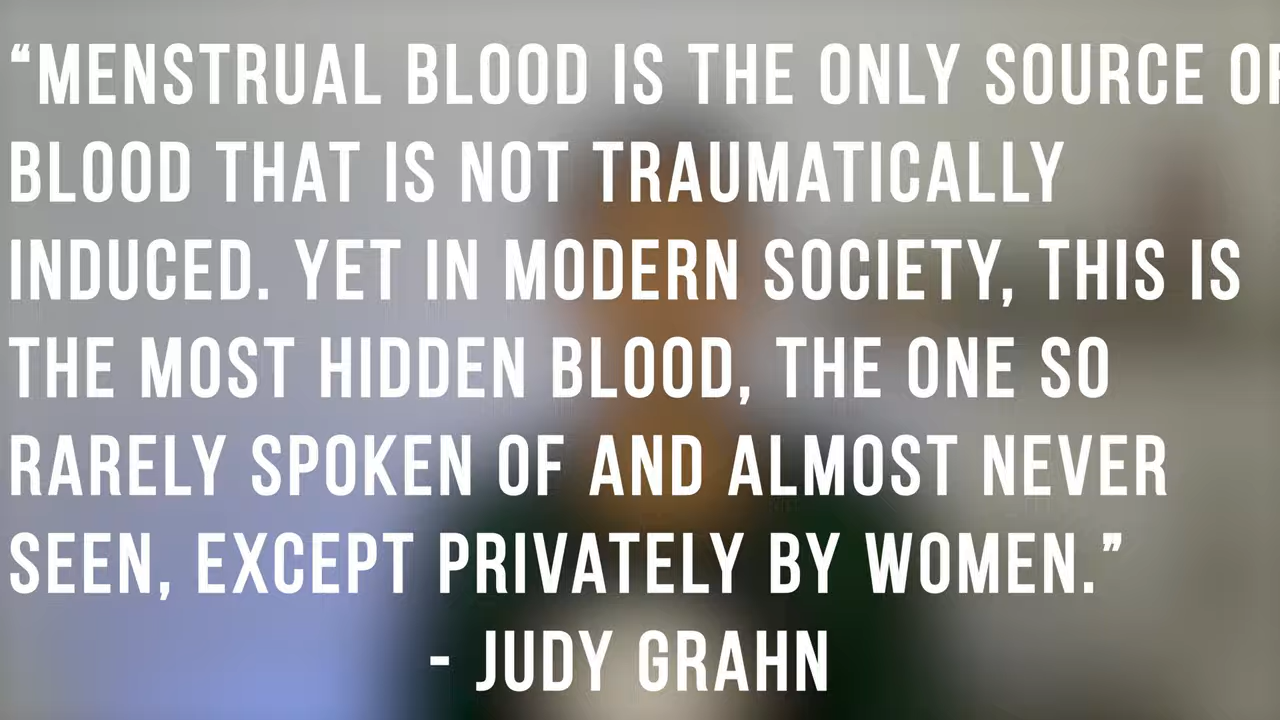 “MENSTRUAL BLOOD IS THE ONLY SOURCE OF
BLOOD THAT IS NOT TRAUMATICALLY
INDUCED. YET IN MODERN SOCIETY, THIS IS
THE MOST HIDDEN BLOOD, THE ONE SO
RARELY SPOKEN OF AND ALMOST NEVER
SEEN, EXCEPT PRIVATELY BY WOMEN.”
- JUDY GRAHN